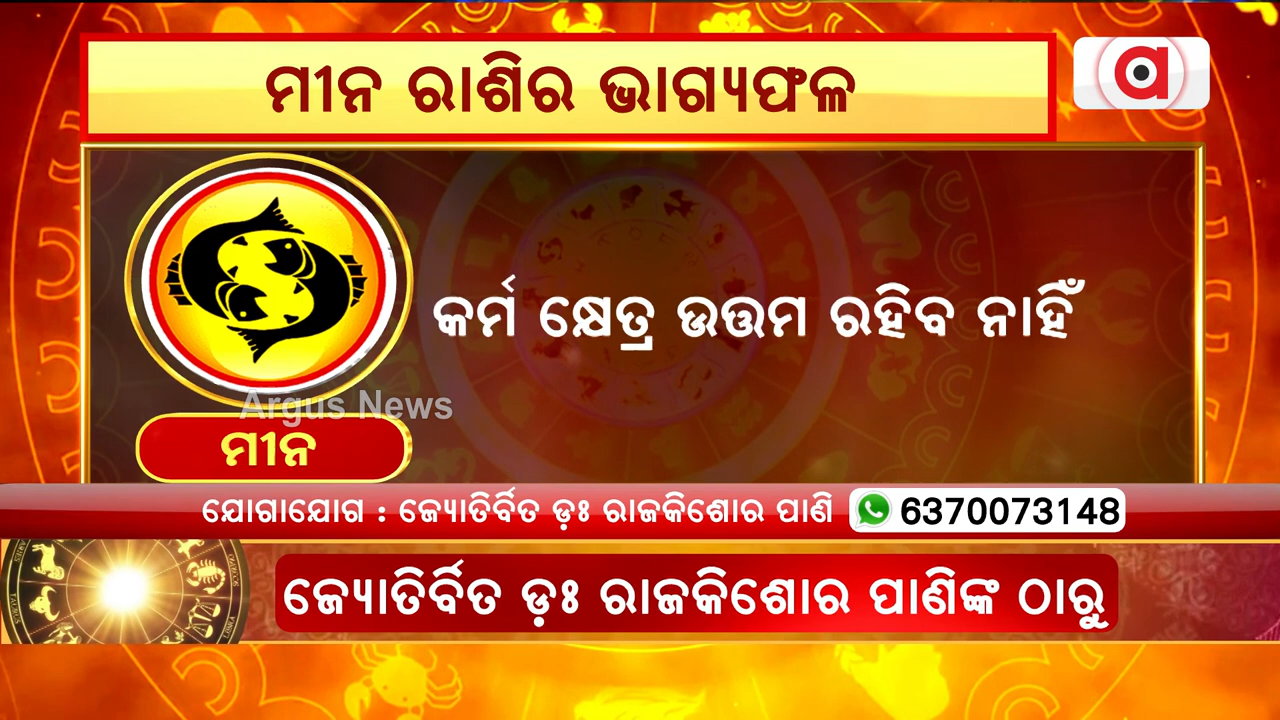 ମୀନ ରାଶିର ଭାଗ୍ୟଫଳ
a
କର୍ମ କ୍ଷେତ୍ର ଉତ୍ତମ ରହିବ ନାହିଁ
Argus News
ମୀନ
ଯୋଗାଯୋଗ : ଜ୍ୟୋତିର୍ବିତ ଡ଼ଃ ରାଜକିଶୋର ପାଣି 6370073148
ଜ୍ୟୋତିର୍ବିତ ଡ଼ଃ ରାଜକିଶୋର ପାଣିଙ୍କ ଠାରୁ